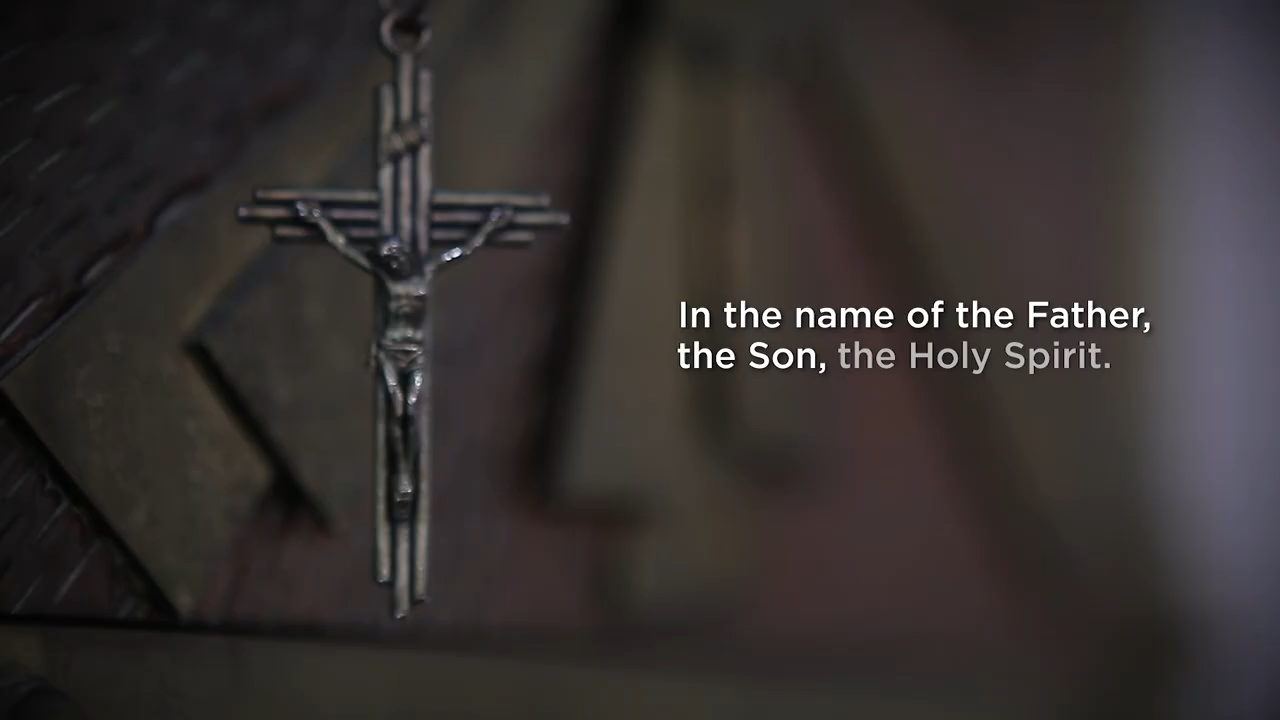 In the name of the Father,
the Son, the Holy Spirit.